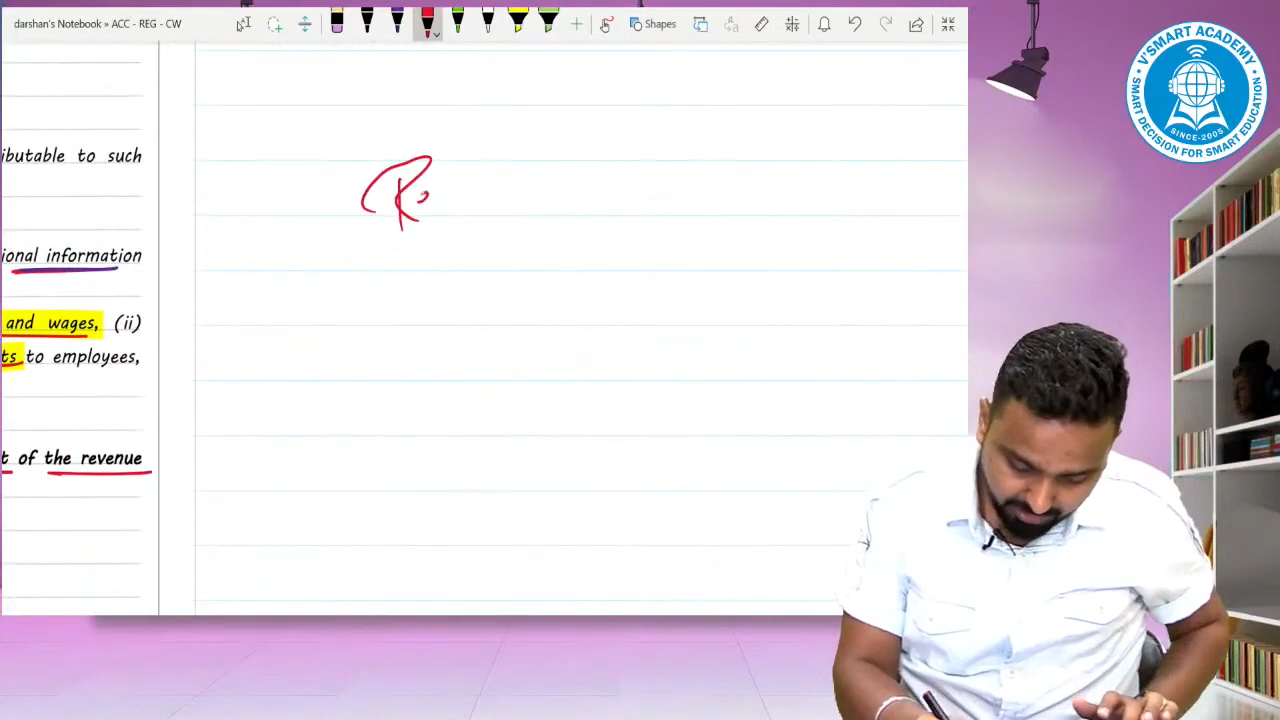 darshan's Notebook » ACC - REG - CW
Shapes
V'SMART ACADEMY
SINCE-2005
SMART DECISION FOR SMART EDUCATION
ibutable to such
ional information
and wages, (ii)
ts to employees,
t of the revenue